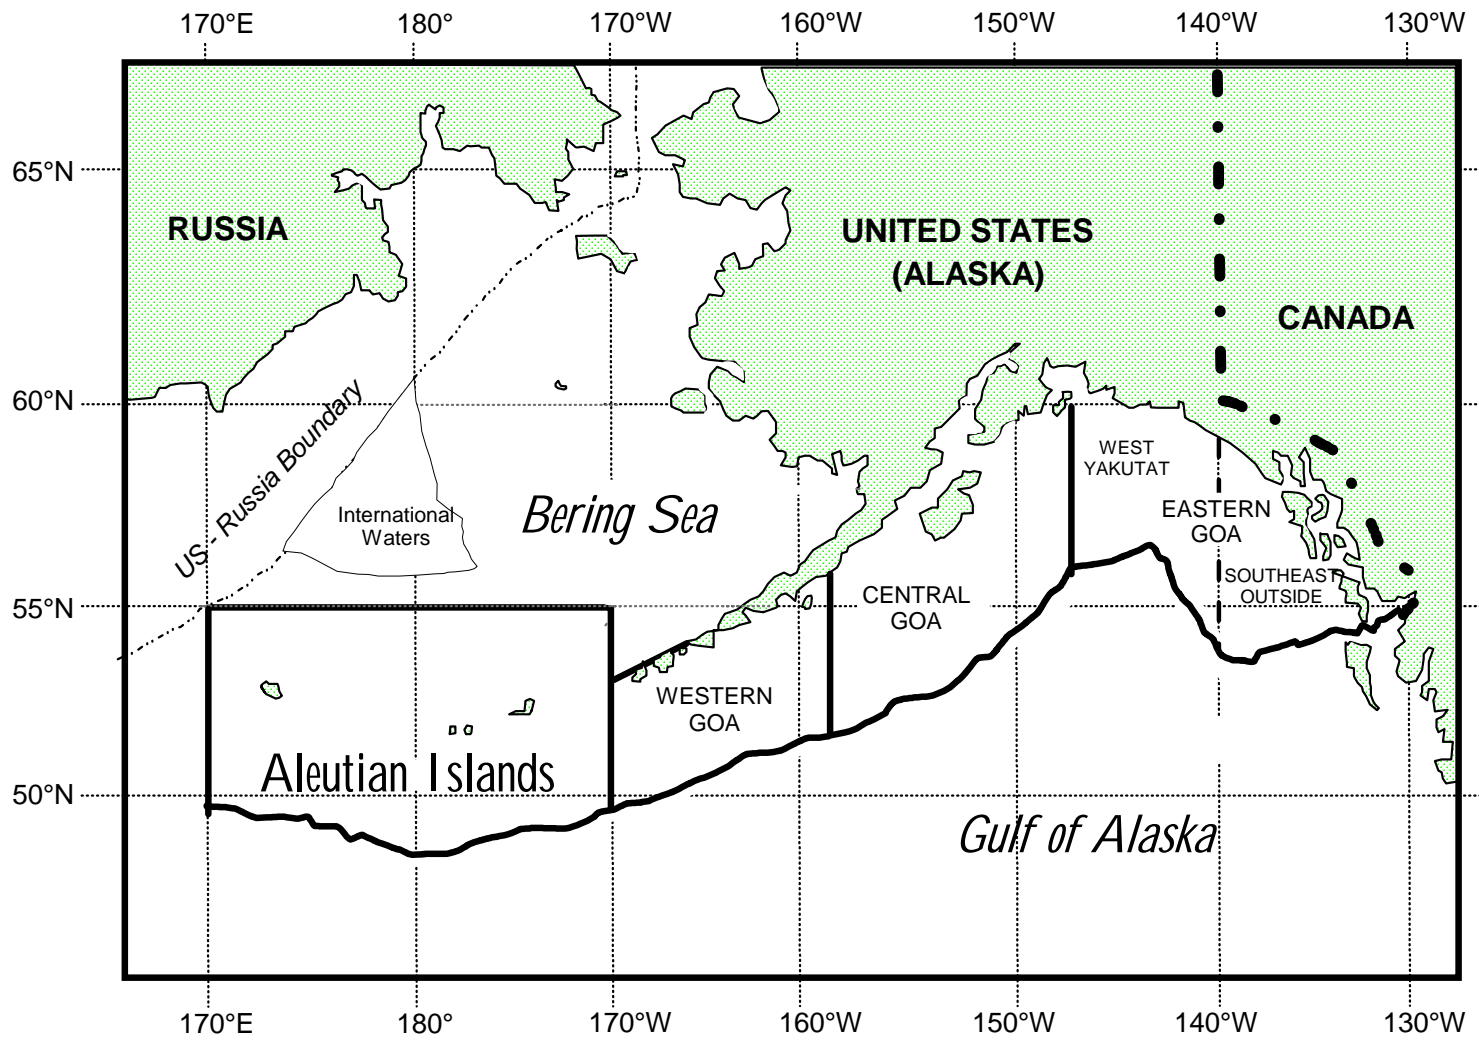 170°E 180° 170°W 160°W 150°W 140°W 130°W
65°N
RUSSIA
UNITED STATES
(ALASKA)
CANADA
60°N
US - Russia Boundary
WEST
YAKUTAT
International
Waters
Bering Sea
EASTERN
GOA
55°N
CENTRAL
GOA
SOUTHEAST
OUTSIDE
WESTERN
GOA
Aleutian Islands
50°N
Gulf of Alaska
170°E 180° 170°W 160°W 150°W 140°W 130°W